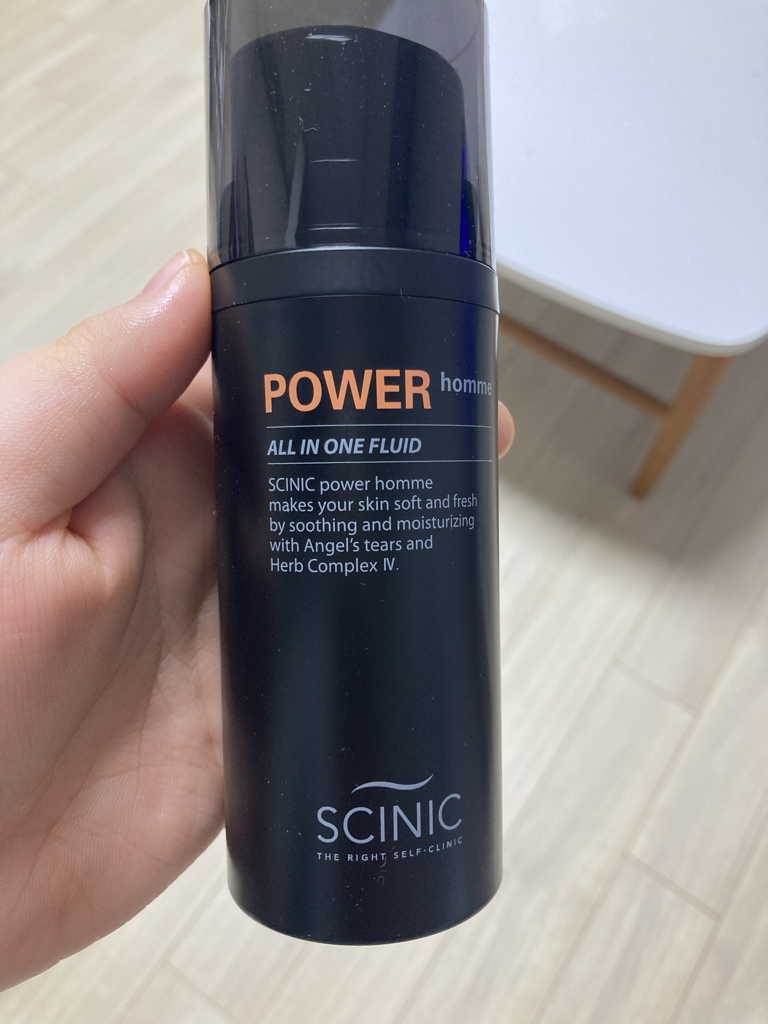 POWER homme
ALL IN ONE FLUID
SCINIC power homme
makes your skin soft and fresh
by soothing and moisturizing
with Angel's tears and
Herb Complex Ⅳ.
SCINIC
THE RIGHT SELF-CLINIC